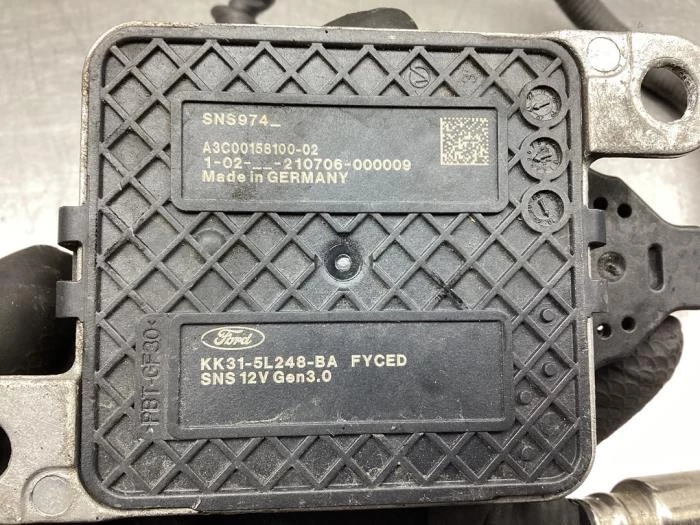 SNS974_
A3C00158100-02
1-02-__-210706-000009
Made in GERMANY
Ford
KK31-5L248-BA FYCED
SNS 12V Gen3.0
>PBT-GF30<